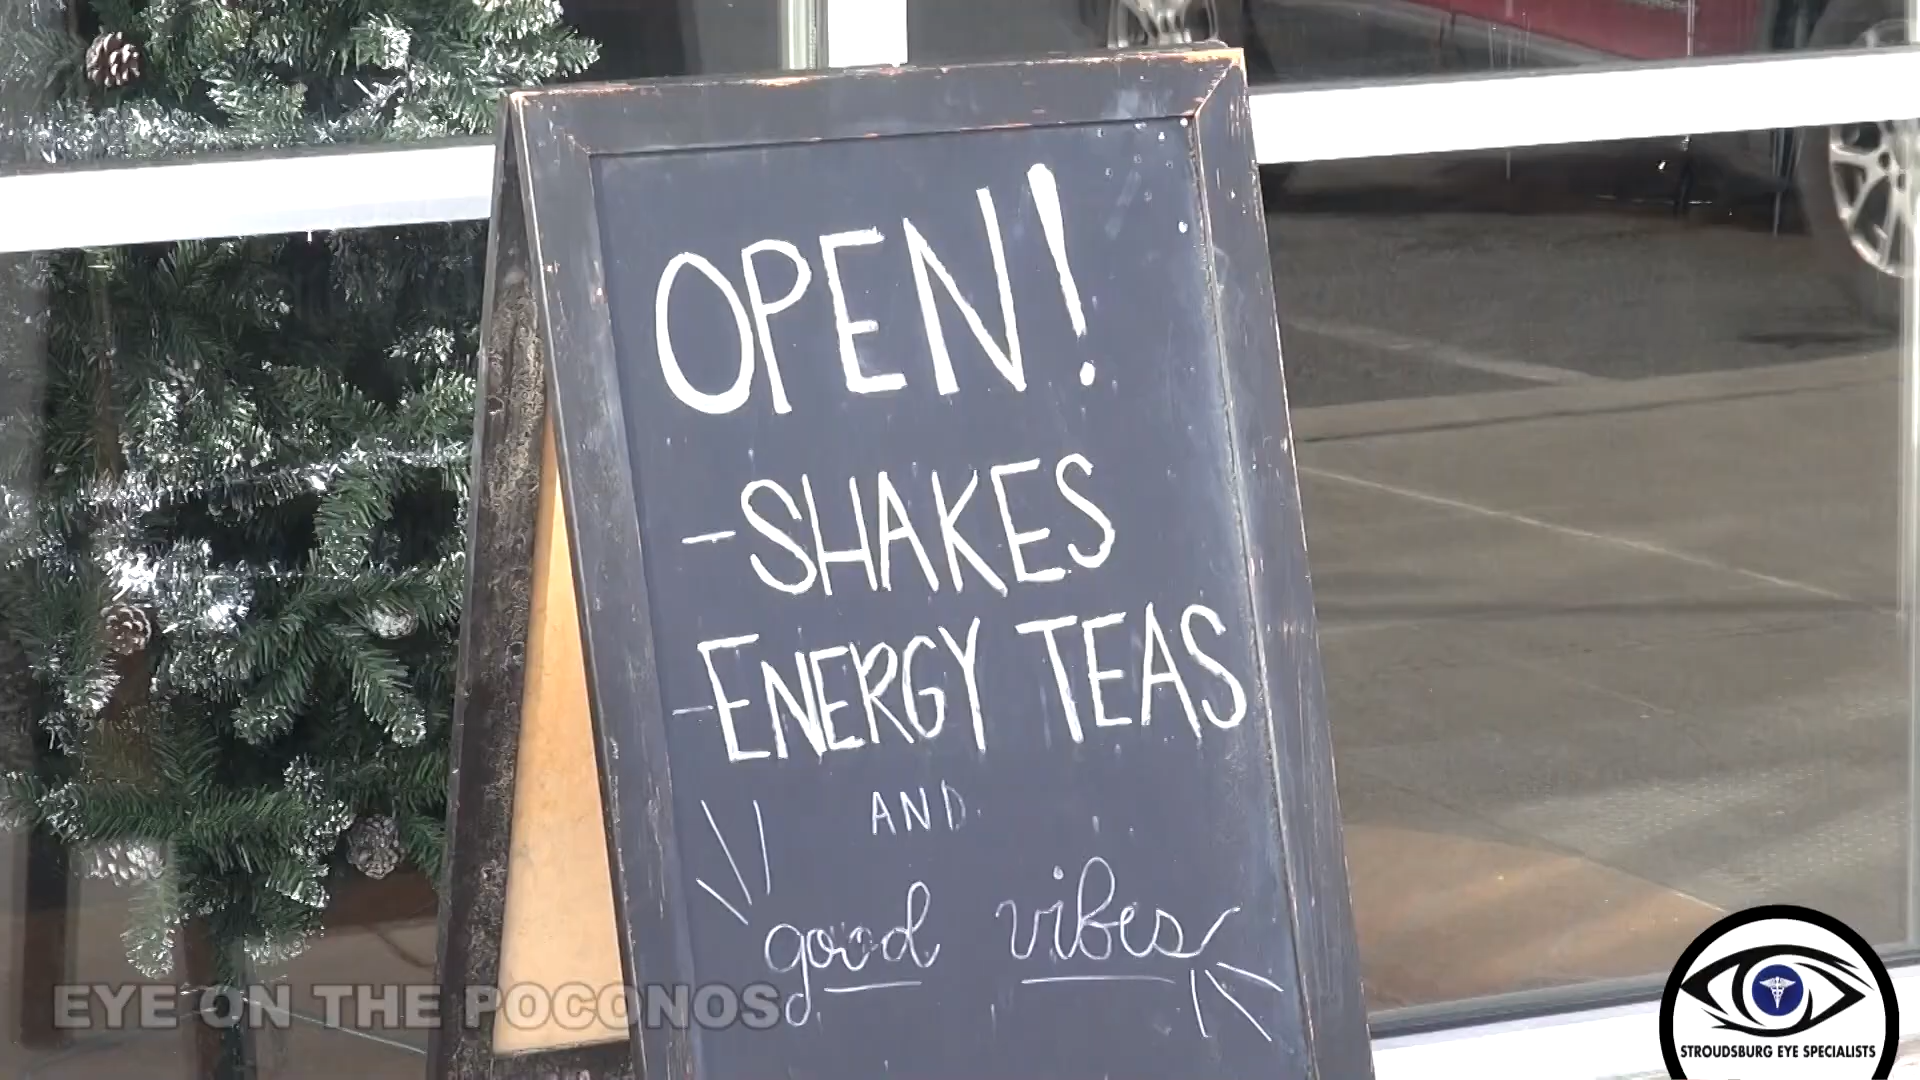 OPEN!
-SHAKES
-ENERGY TEAS
AND
good vibes
EYE ON THE POCONOS
STROUDSBURG EYE SPECIALISTS